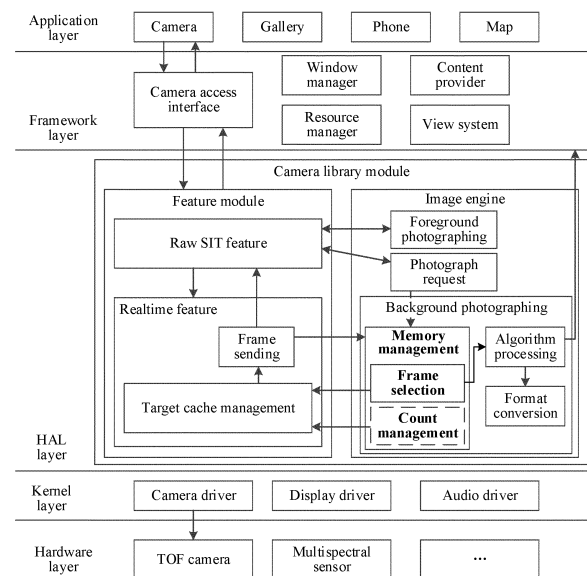 Application
layer
Camera
Gallery
Phone
Map
Framework
layer
Camera access
interface
Window
manager
Content
provider
Resource
manager
View system
Camera library module
Feature module
Image engine
Raw SIT feature
Foreground
photographing
Photograph
request
Realtime feature
Background photographing
Frame
sending
Memory
management
Algorithm
processing
Target cache management
Frame
selection
Count
management
Format
conversion
HAL
layer
Kernel
layer
Camera driver
Display driver
Audio driver
Hardware
layer
TOF camera
Multispectral
sensor
...